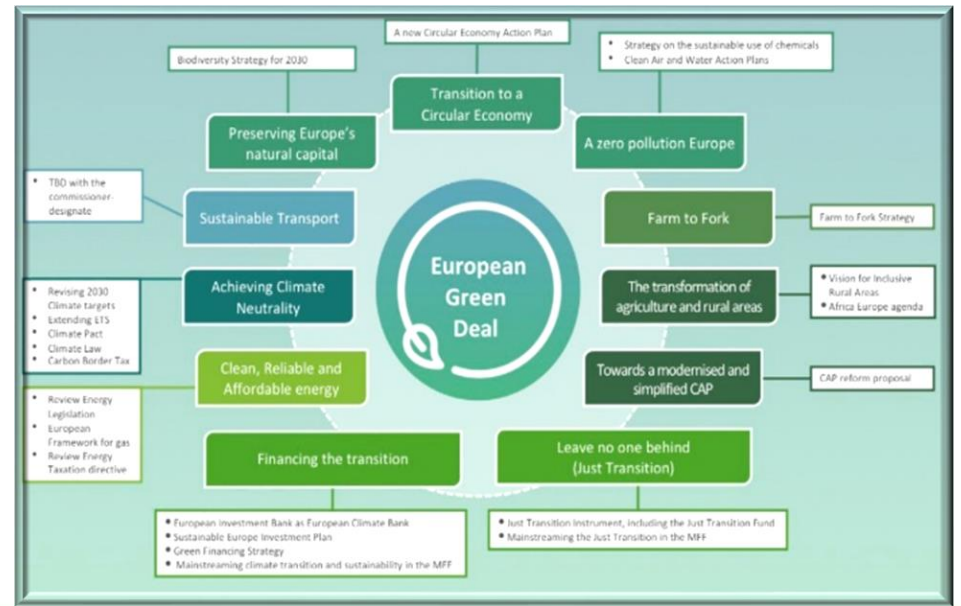 A new Circular Economy Action Plan
Biodiversity Strategy for 2030
• Strategy on the sustainable use of chemicals
• Clean Air and Water Action Plans
Transition to a
Circular Economy
Preserving Europe's
natural capital
A zero pollution Europe
• TBD with the
commissioner-
designate
Sustainable Transport
Farm to Fork
Farm to Fork Strategy
European
Green
Deal
• Revising 2030
Climate targets
• Extending ETS
• Climate Pact
• Climate Law
• Carbon Border Tax
Achieving Climate
Neutrality
The transformation of
agriculture and rural areas
• Vision for Inclusive
Rural Areas
• Africa Europe agenda
Clean, Reliable and
Affordable energy
Towards a modernised and
simplified CAP
CAP reform proposal
• Review Energy
Legislation
• European
Framework for gas
• Review Energy
Taxation directive
Financing the transition
Leave no one behind
(Just Transition)
• European Investment Bank as European Climate Bank
• Sustainable Europe Investment Plan
• Green Financing Strategy
• Mainstreaming climate transition and sustainability in the MFF
• Just Transition Instrument, including the Just Transition Fund
• Mainstreaming the Just Transition in the MFF